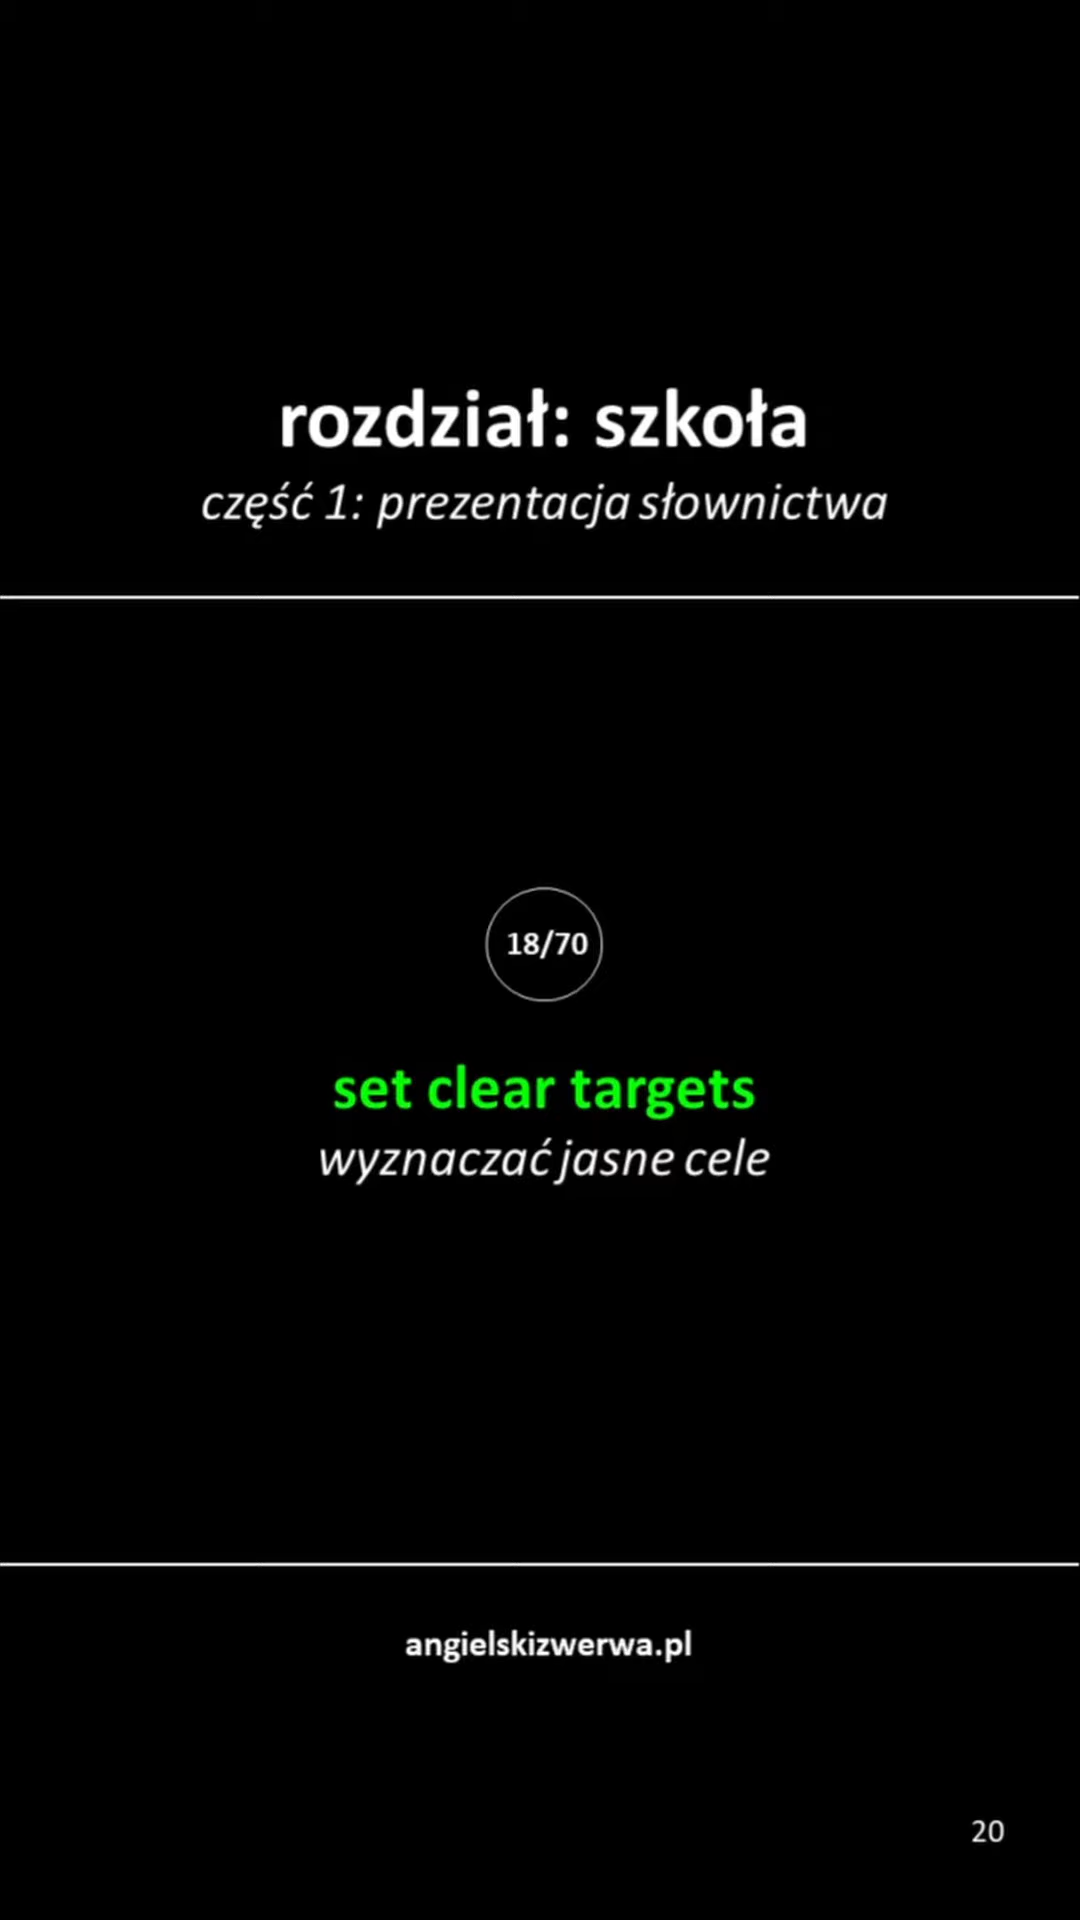 rozdział: szkoła
część 1: prezentacja słownictwa
18/70
set clear targets
wyznaczać jasne cele
angielskizwerwa.pl
20